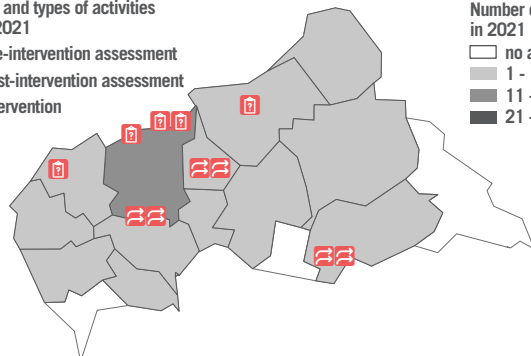 and types of activities
2021
e-intervention assessment
st-intervention assessment
ervention
Number
in 2021
no a
1 -
11 -
21 -